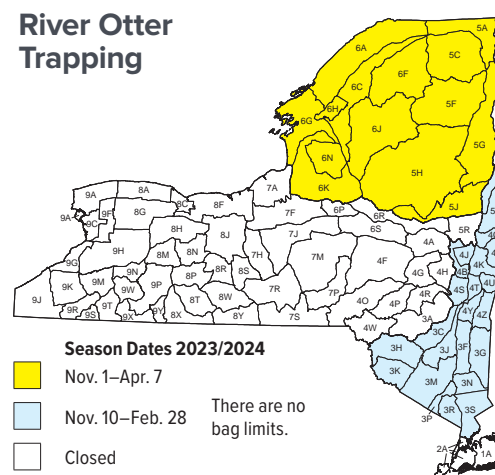 River Otter
Trapping
5A
6A
5C
6C
6F
6H
5F
6G
6J
5G
6N
5H
6K
7A
9A
8A
8C
5J
9A
9F
8G
8F
7F
6P
6R
9C
6S
5R
8H
8J
7J
4A
9H
7H
7M
4F
4J
4K
9G
8M
8N
8R
8S
4G
4H
4B
9N
9K
9M
9W
9P
8P
7R
7P
4R
4S
4T
4U
9J
8T
8W
4O
4P
9R
9S
9T
9X
9Y
8X
8Y
7S
4W
3A
3C
4Y
4Z
3H
3J
3F
3G
3K
3M
3N
3P
3R
3S
2A
1A
Season Dates 2023/2024
Nov. 1–Apr. 7
Nov. 10–Feb. 28
There are no
bag limits.
Closed